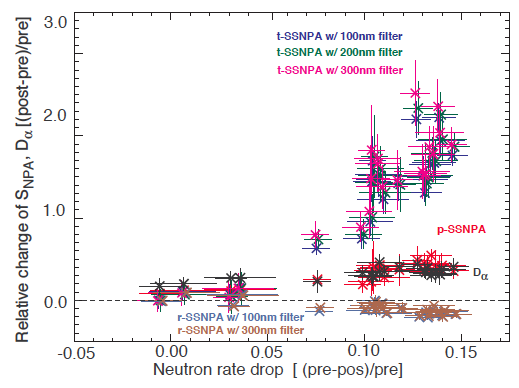 3.0
t-SSNPA w/ 100nm filter
t-SSNPA w/ 200nm filter
t-SSNPA w/ 300nm filter
2.0
1.0
p-SSNPA
Dα
0.0
r-SSNPA w/ 100nm filter
r-SSNPA w/ 300nm filter
-0.05 0.00 0.05 0.10 0.15
Neutron rate drop [ (pre-pos)/pre]
Relative change of SNPA, Dα [(post-pre)/pre]